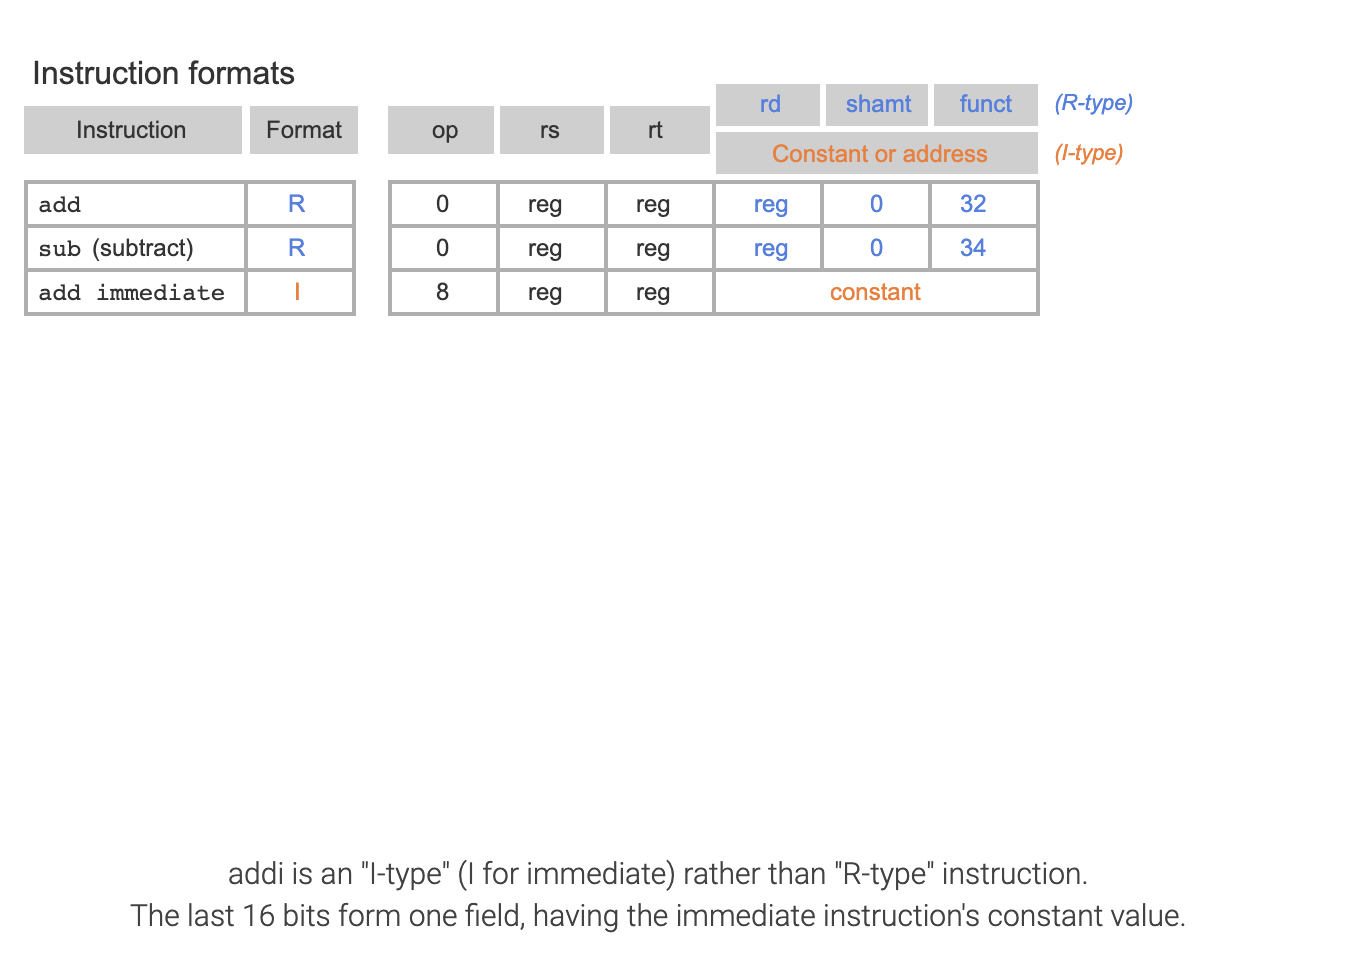 Instruction formats
rd shamt funct (R-type)
Instruction Format op rs rt
Constant or address (I-type)
add R 0 reg reg reg 0 32
sub (subtract) R 0 reg reg reg 0 34
add immediate I 8 reg reg constant
addi is an "I-type" (I for immediate) rather than "R-type" instruction.
The last 16 bits form one field, having the immediate instruction's constant value.